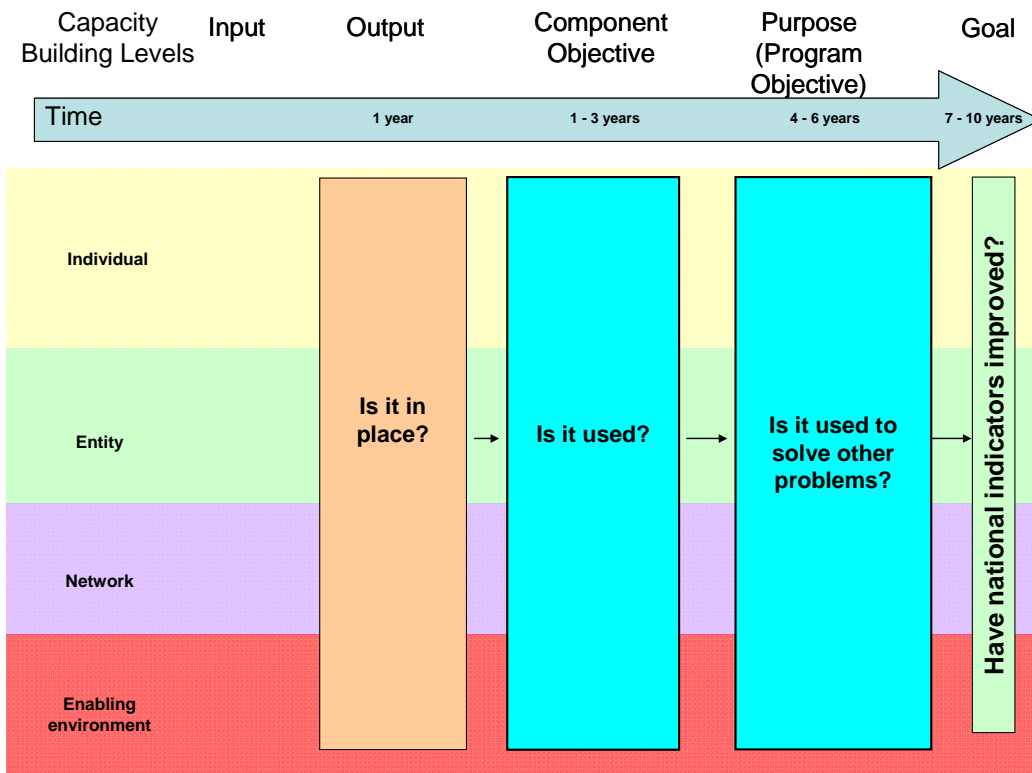 Capacity
Building Levels
Input
Output
Component
Objective
Purpose
(Program
Objective)
Goal
Time
1 year
1 - 3 years
4 - 6 years
7 - 10 years
Individual
Entity
Network
Enabling
environment
Is it in
place?
Is it used?
Is it used to
solve other
problems?
Have national indicators improved?